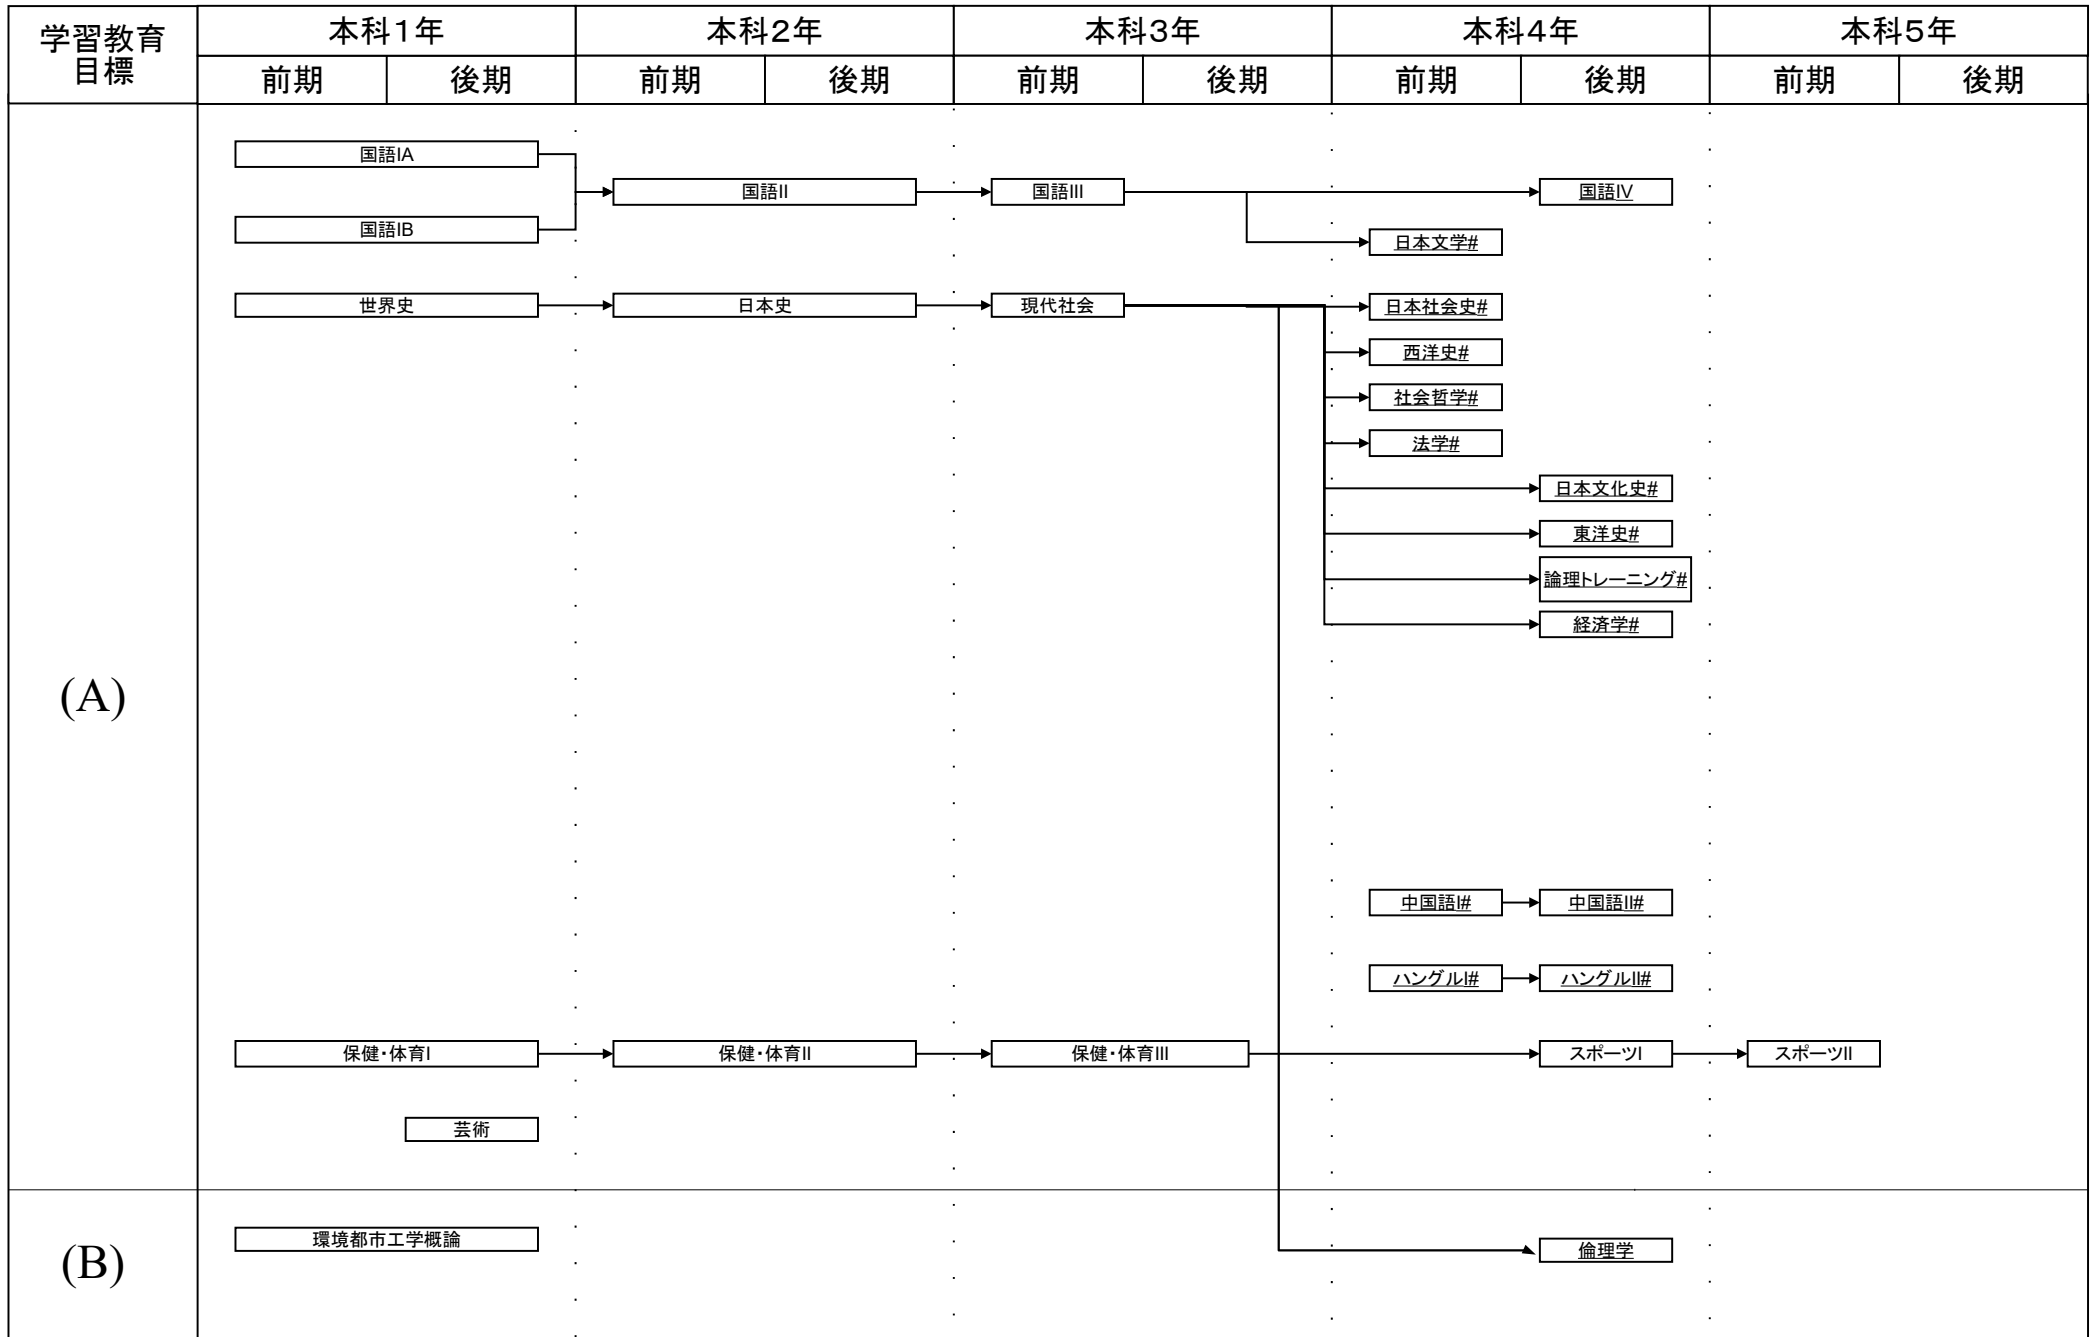 学習教育
目標
本科1年
本科2年
本科3年
本科4年
本科5年
前期
後期
前期
後期
前期
後期
前期
後期
前期
後期
(A)
国語IA
国語II
国語III
国語IV
国語IB
日本文学#
世界史
日本史
現代社会
日本社会史#
西洋史#
社会哲学#
法学#
日本文化史#
東洋史#
論理トレーニング#
経済学#
中国語I#
中国語II#
ハングルI#
ハングルII#
保健・体育I
保健・体育II
保健・体育III
スポーツI
スポーツII
芸術
(B)
環境都市工学概論
倫理学